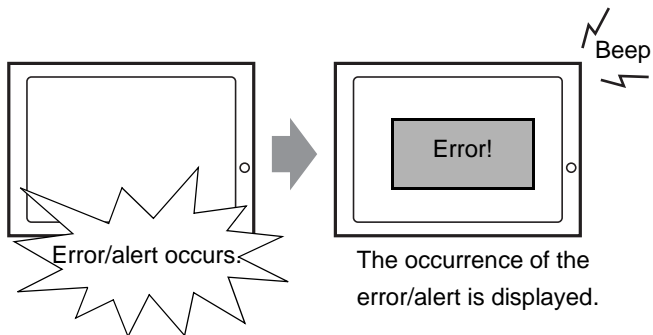 Beep
Error!
Error/alert occurs.
The occurrence of the
error/alert is displayed.